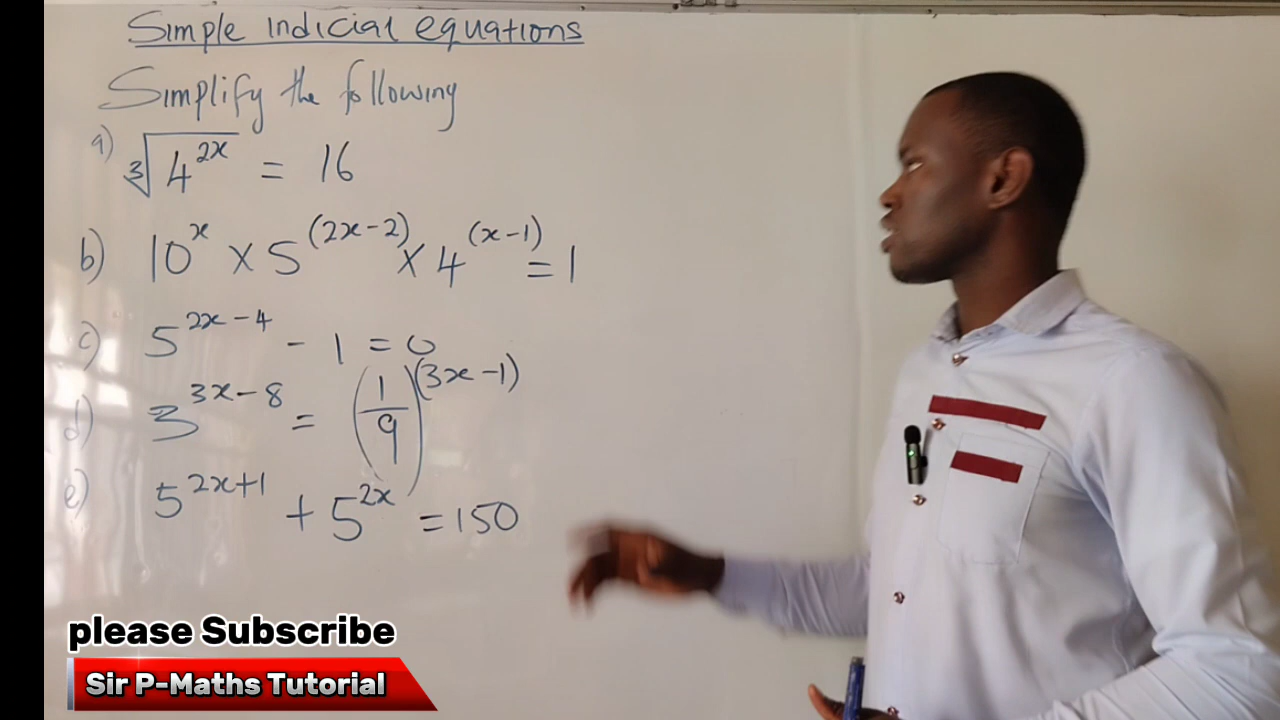 Simple indicial equations
Simplify the following
a) ∛(4^{2x}) = 16
b) 10^x × 5^{(2x-2)} × 4^{(x-1)} = 1
c) 5^{2x-4} - 1 = 0
d) 3^{3x-8} = (1/9)^{(3x-1)}
e) 5^{2x+1} + 5^{2x} = 150
please Subscribe
Sir P-Maths Tutorial